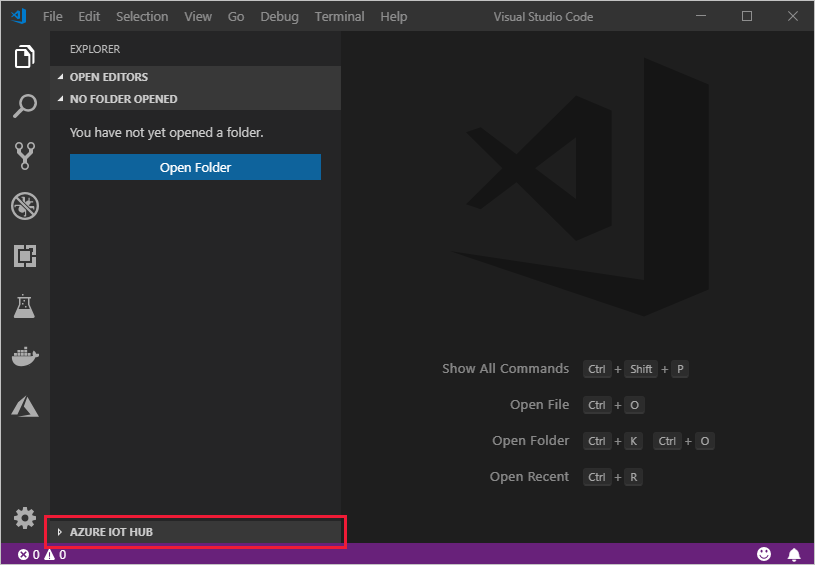 File Edit Selection View Go Debug Terminal Help Visual Studio Code
EXPLORER
OPEN EDITORS
NO FOLDER OPENED
You have not yet opened a folder.
Open Folder
Show All Commands Ctrl + Shift + P
Open File Ctrl + O
Open Folder Ctrl + K Ctrl + O
Open Recent Ctrl + R
AZURE IOT HUB
0 0